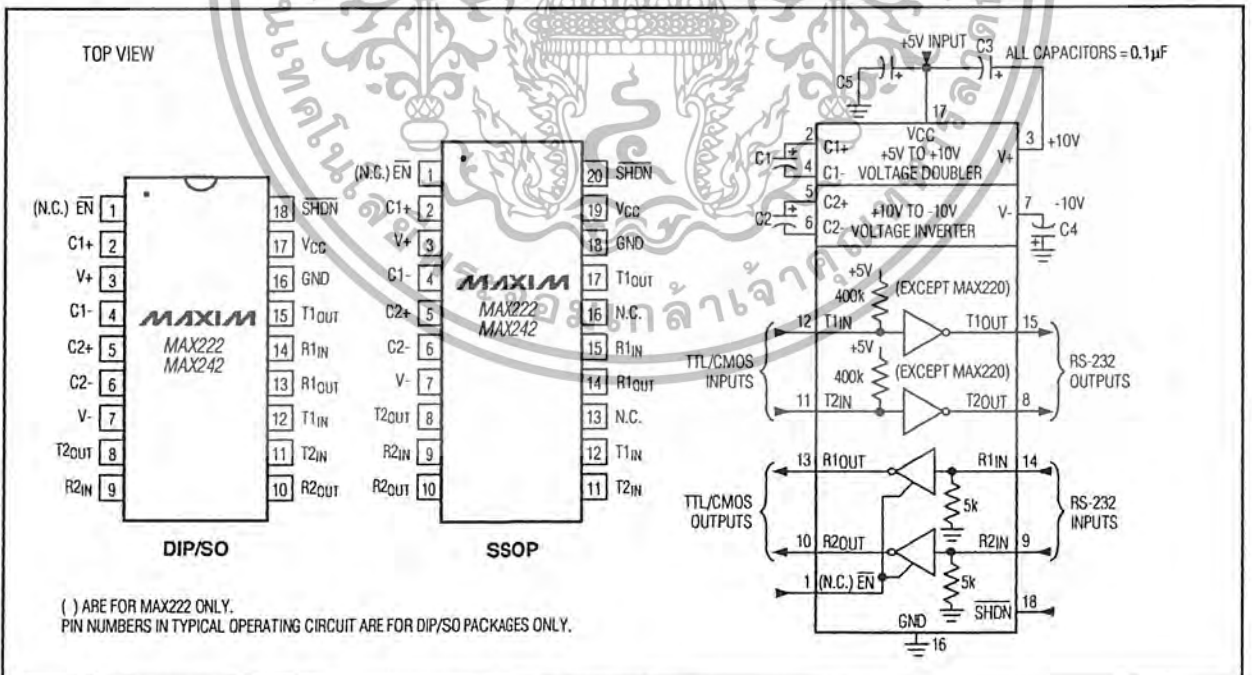 TOP VIEW
(N.C.) EN 1
C1+ 2
V+ 3
C1- 4
C2+ 5
C2- 6
V- 7
T2OUT 8
R2IN 9
18 SHDN
17 VCC
16 GND
15 T1OUT
14 R1IN
13 R1OUT
12 T1IN
11 T2IN
10 R2OUT
MAXIM
MAX222
MAX242
DIP/SO
(N.C.) EN 1
C1+ 2
V+ 3
C1- 4
C2+ 5
C2- 6
V- 7
T2OUT 8
R2IN 9
R2OUT 10
20 SHDN
19 VCC
18 GND
17 T1OUT
16 N.C.
15 R1IN
14 R1OUT
13 N.C.
12 T1IN
11 T2IN
MAXIM
MAX222
MAX242
SSOP
+5V INPUT C3
ALL CAPACITORS = 0.1µF
C5
17
VCC
2 C1+ +5V TO +10V V+ 3 +10V
C1 4 C1- VOLTAGE DOUBLER
5 C2+ +10V TO -10V V- 7 -10V
C2 6 C2- VOLTAGE INVERTER C4
+5V
400k (EXCEPT MAX220)
12 T1IN T1OUT 15
+5V
TTL/CMOS INPUTS
400k (EXCEPT MAX220)
RS-232 OUTPUTS
11 T2IN T2OUT 8
13 R1OUT R1IN 14
TTL/CMOS OUTPUTS
5k
RS-232 INPUTS
10 R2OUT R2IN 9
1 (N.C.) EN
5k
SHDN 18
GND
16
( ) ARE FOR MAX222 ONLY.
PIN NUMBERS IN TYPICAL OPERATING CIRCUIT ARE FOR DIP/SO PACKAGES ONLY.